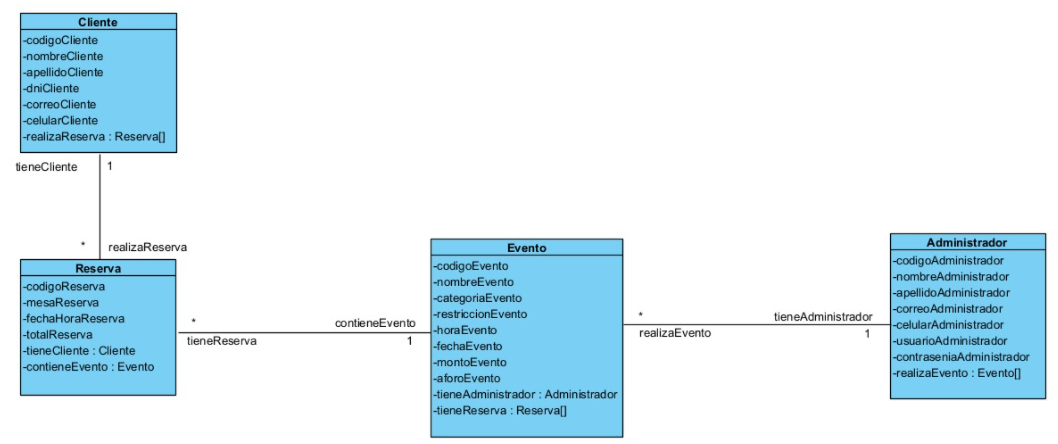 Cliente
-codigoCliente
-nombreCliente
-apellidoCliente
-dniCliente
-correoCliente
-celularCliente
-realizaReserva : Reserva[]
tieneCliente
1
*
realizaReserva
Reserva
-codigoReserva
-mesaReserva
-fechaHoraReserva
-totalReserva
-tieneCliente : Cliente
-contieneEvento : Evento
*
tieneReserva
contieneEvento
1
Evento
-codigoEvento
-nombreEvento
-categoriaEvento
-restriccionEvento
-horaEvento
-fechaEvento
-montoEvento
-aforoEvento
-tieneAdministrador : Administrador
-tieneReserva : Reserva[]
*
realizaEvento
tieneAdministrador
1
Administrador
-codigoAdministrador
-nombreAdministrador
-apellidoAdministrador
-correoAdministrador
-celularAdministrador
-usuarioAdministrador
-contraseniaAdministrador
-realizaEvento : Evento[]